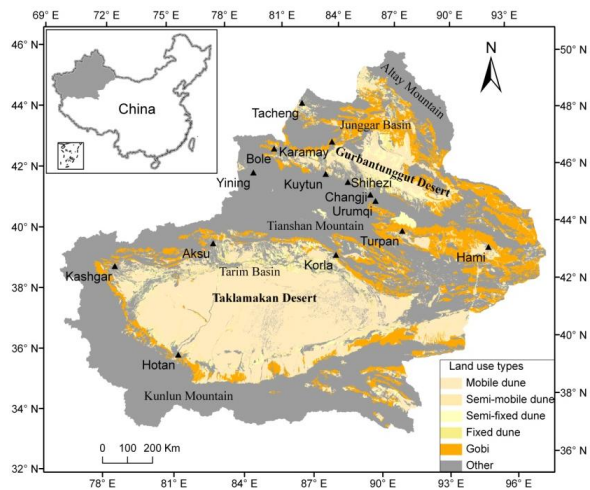 69° E 72° E 75° E 78° E 81° E 84° E 87° E 90° E 93° E
46° N
44° N
42° N
40° N
38° N
36° N
34° N
32° N
50° N
48° N
46° N
44° N
42° N
40° N
38° N
36° N
China
N
Altay Mountain
Tacheng
Junggar Basin
Bole
Karamay
Gurbantunggut Desert
Yining
Kuytun
Shihezi
Changji
Urumqi
Tianshan Mountain
Turpan
Aksu
Hami
Kashgar
Tarim Basin
Korla
Taklamakan Desert
Hotan
Kunlun Mountain
Land use types
Mobile dune
Semi-mobile dune
Semi-fixed dune
Fixed dune
Gobi
Other
0 100 200 Km
78° E 81° E 84° E 87° E 90° E 93° E 96° E